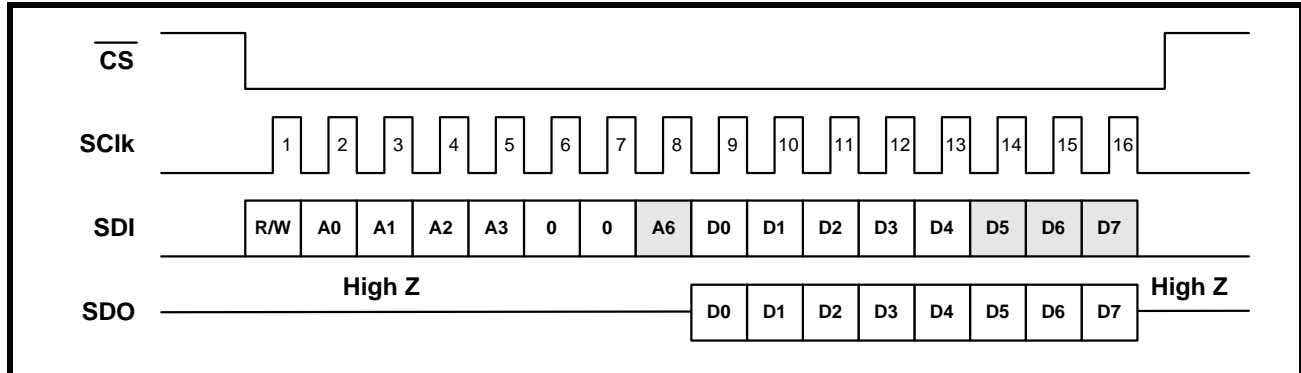 CS
SClk 1 2 3 4 5 6 7 8 9 10 11 12 13 14 15 16
SDI R/W A0 A1 A2 A3 0 0 A6 D0 D1 D2 D3 D4 D5 D6 D7
High Z High Z
SDO D0 D1 D2 D3 D4 D5 D6 D7